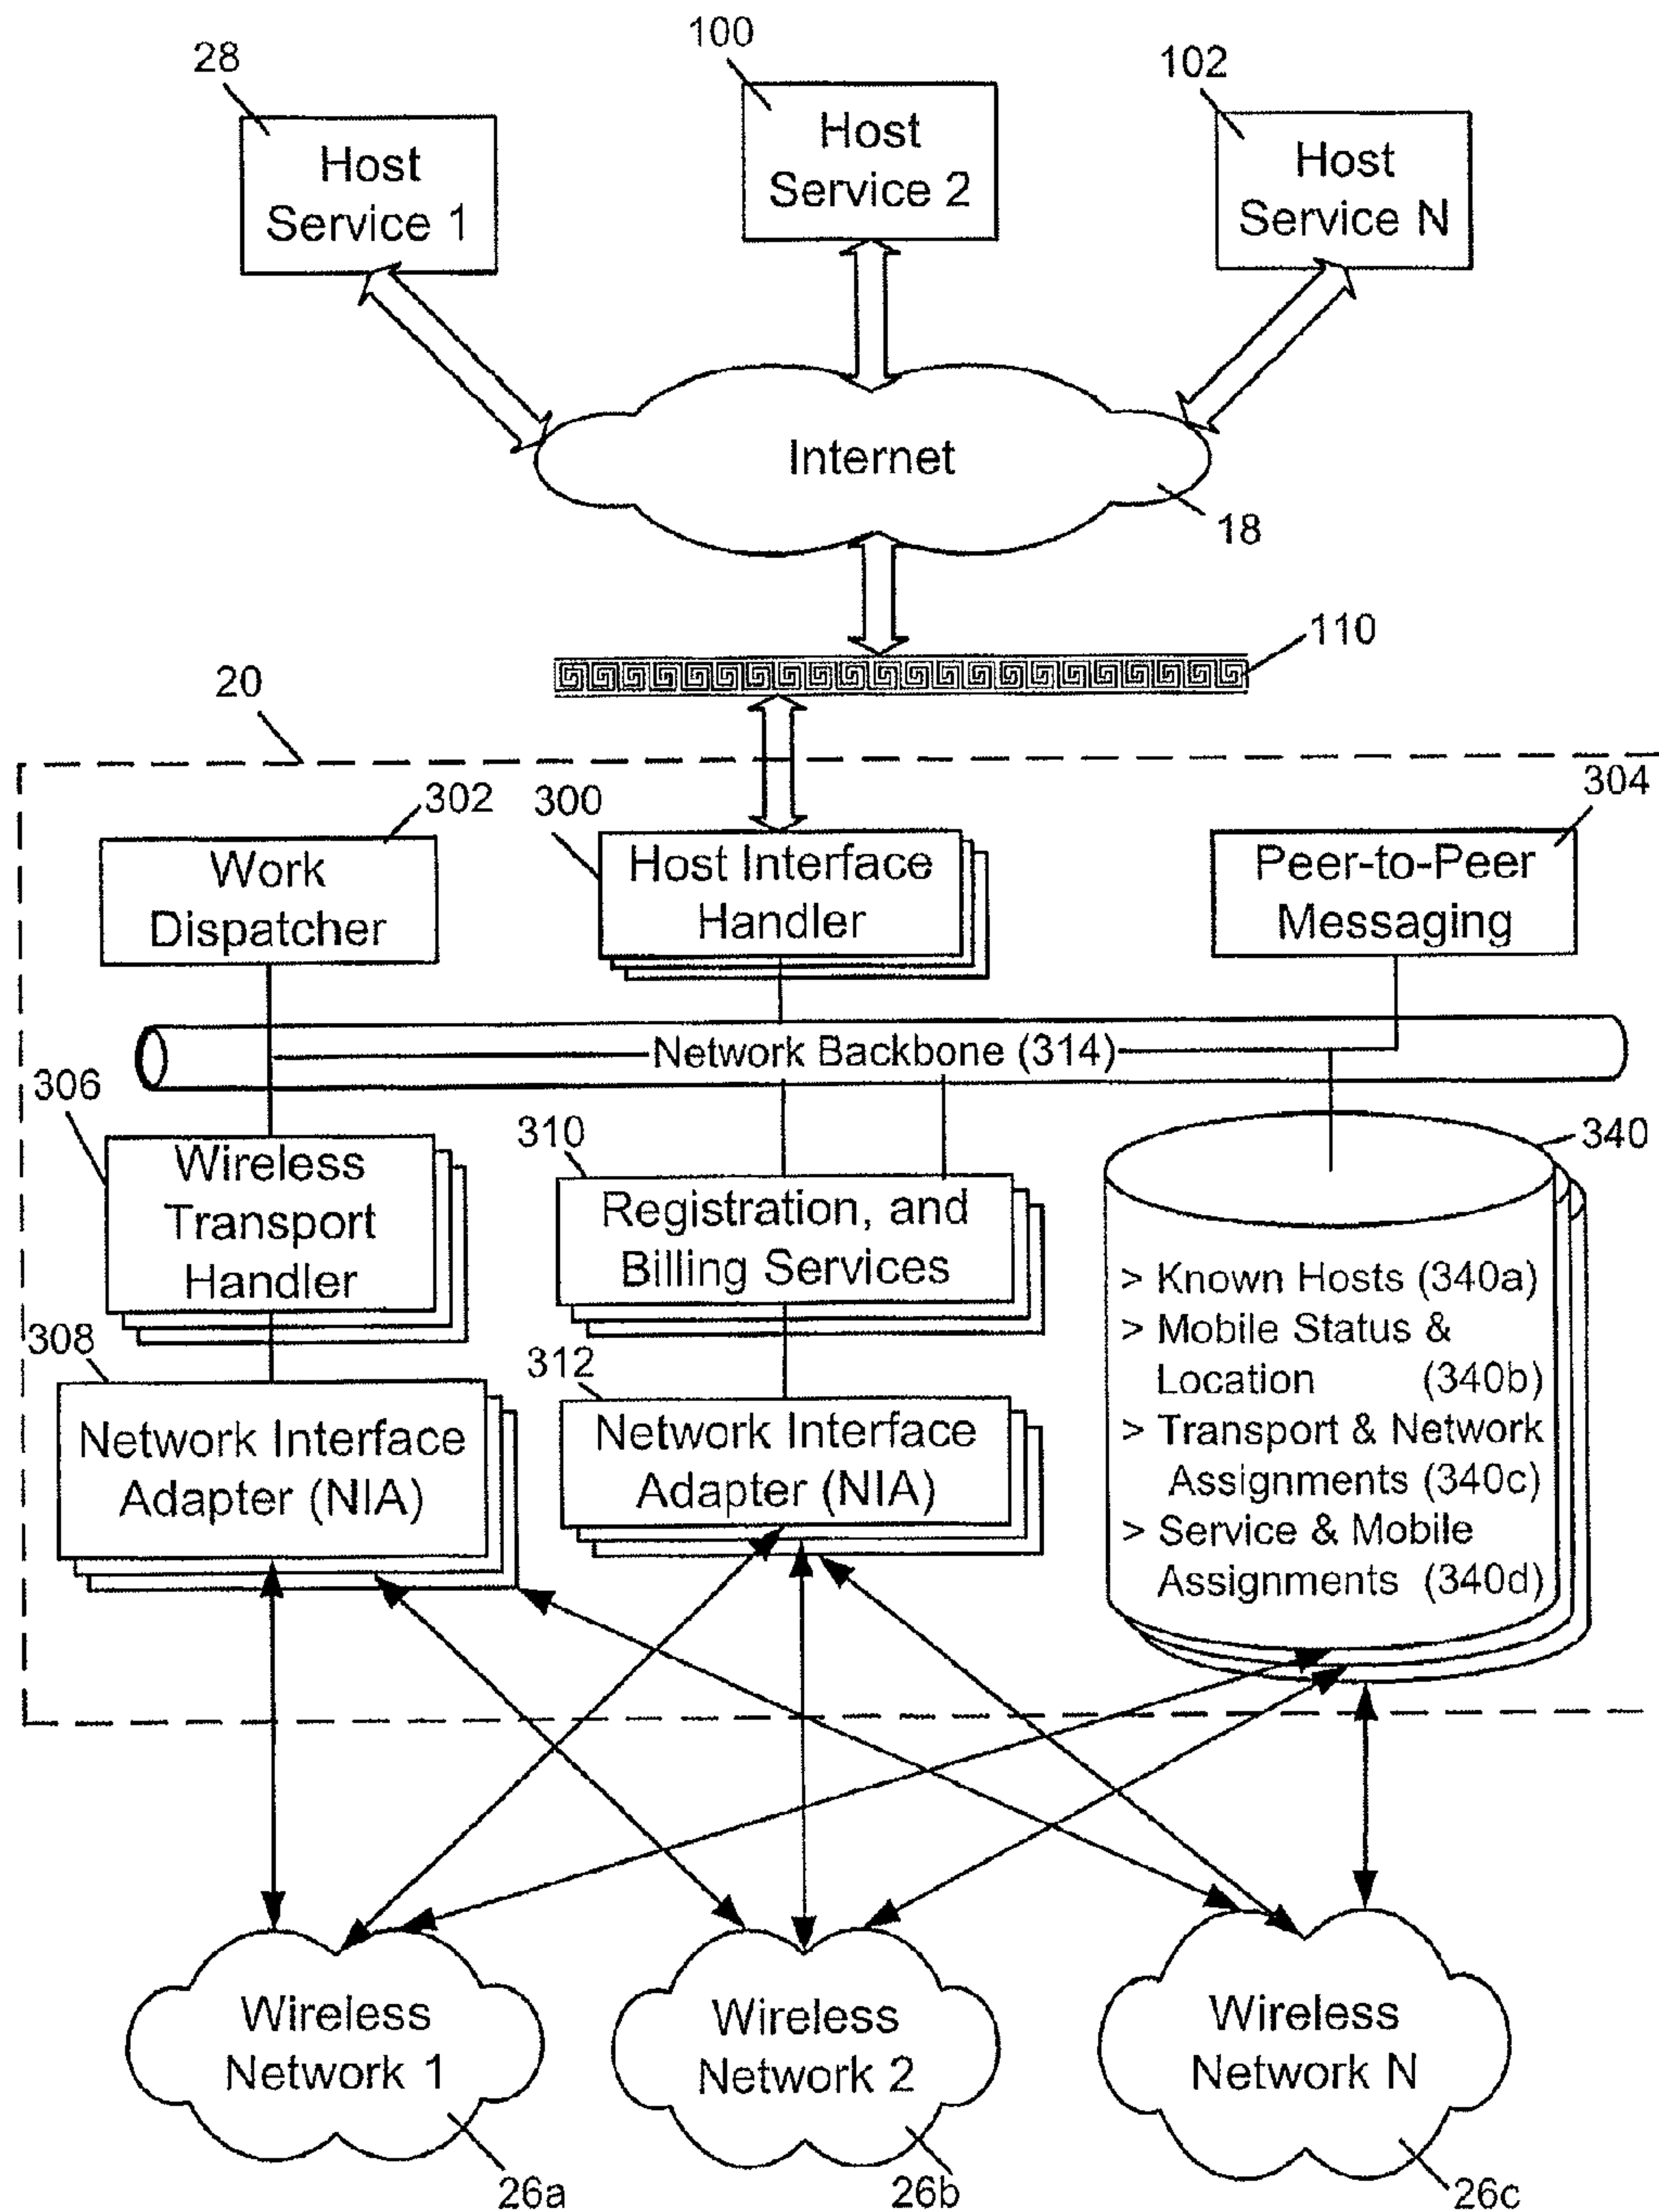 28
100
102
Host
Service 1
Host
Service 2
Host
Service N
Internet
18
110
20
302
300
304
Work
Dispatcher
Host Interface
Handler
Peer-to-Peer
Messaging
Network Backbone (314)
306
310
340
Wireless
Transport
Handler
Registration, and
Billing Services
> Known Hosts (340a)
> Mobile Status &
Location (340b)
> Transport & Network
Assignments (340c)
> Service & Mobile
Assignments (340d)
308
312
Network Interface
Adapter (NIA)
Network Interface
Adapter (NIA)
Wireless
Network 1
Wireless
Network 2
Wireless
Network N
26a
26b
26c